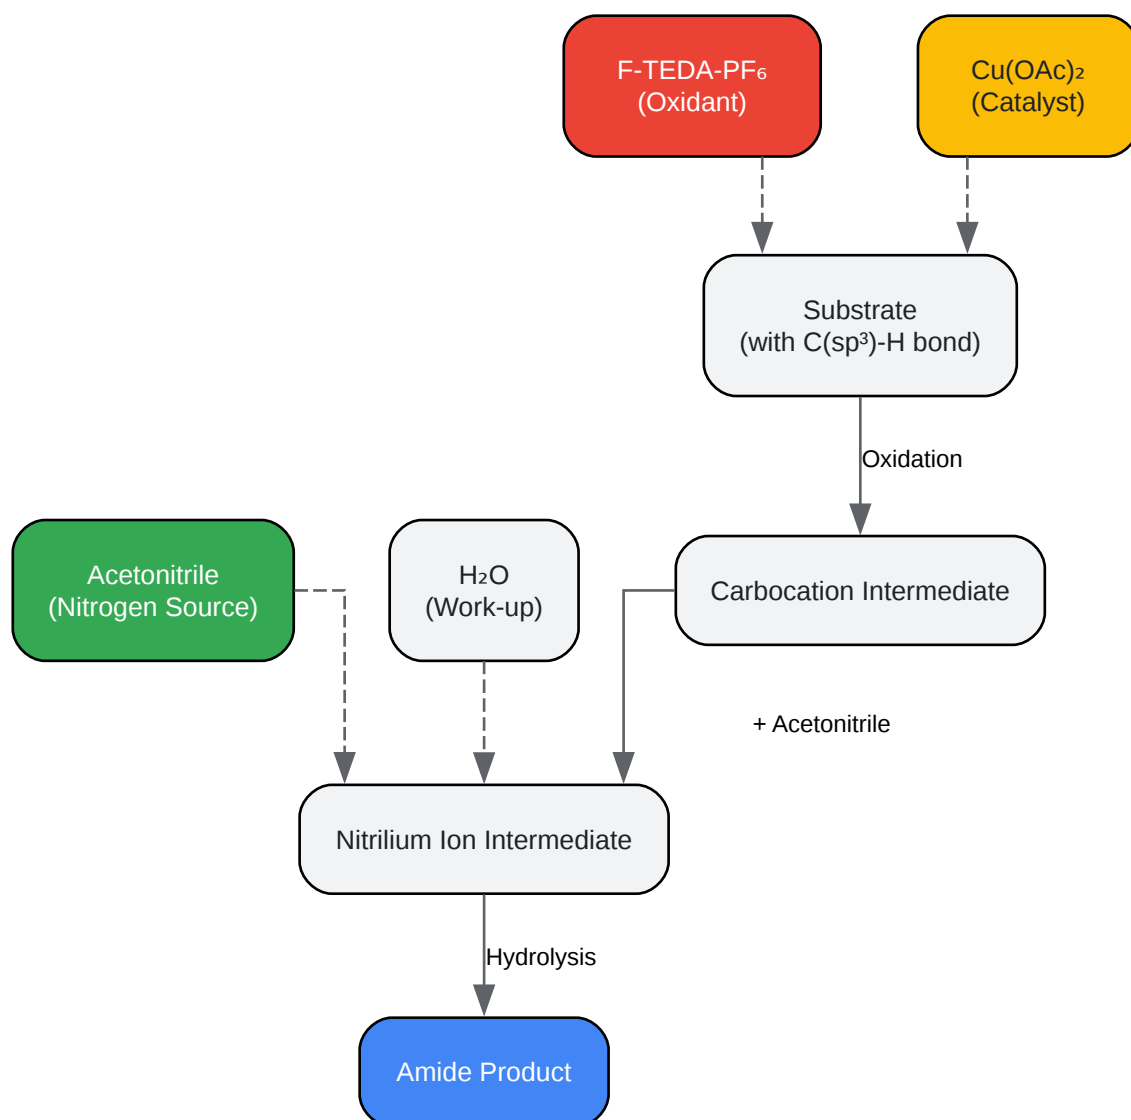 F-TEDA-PF₆
(Oxidant)
Cu(OAc)₂
(Catalyst)
Substrate
(with C(sp³)-H bond)
Oxidation
Acetonitrile
(Nitrogen Source)
H₂O
(Work-up)
Carbocation Intermediate
+ Acetonitrile
Nitrilium Ion Intermediate
Hydrolysis
Amide Product